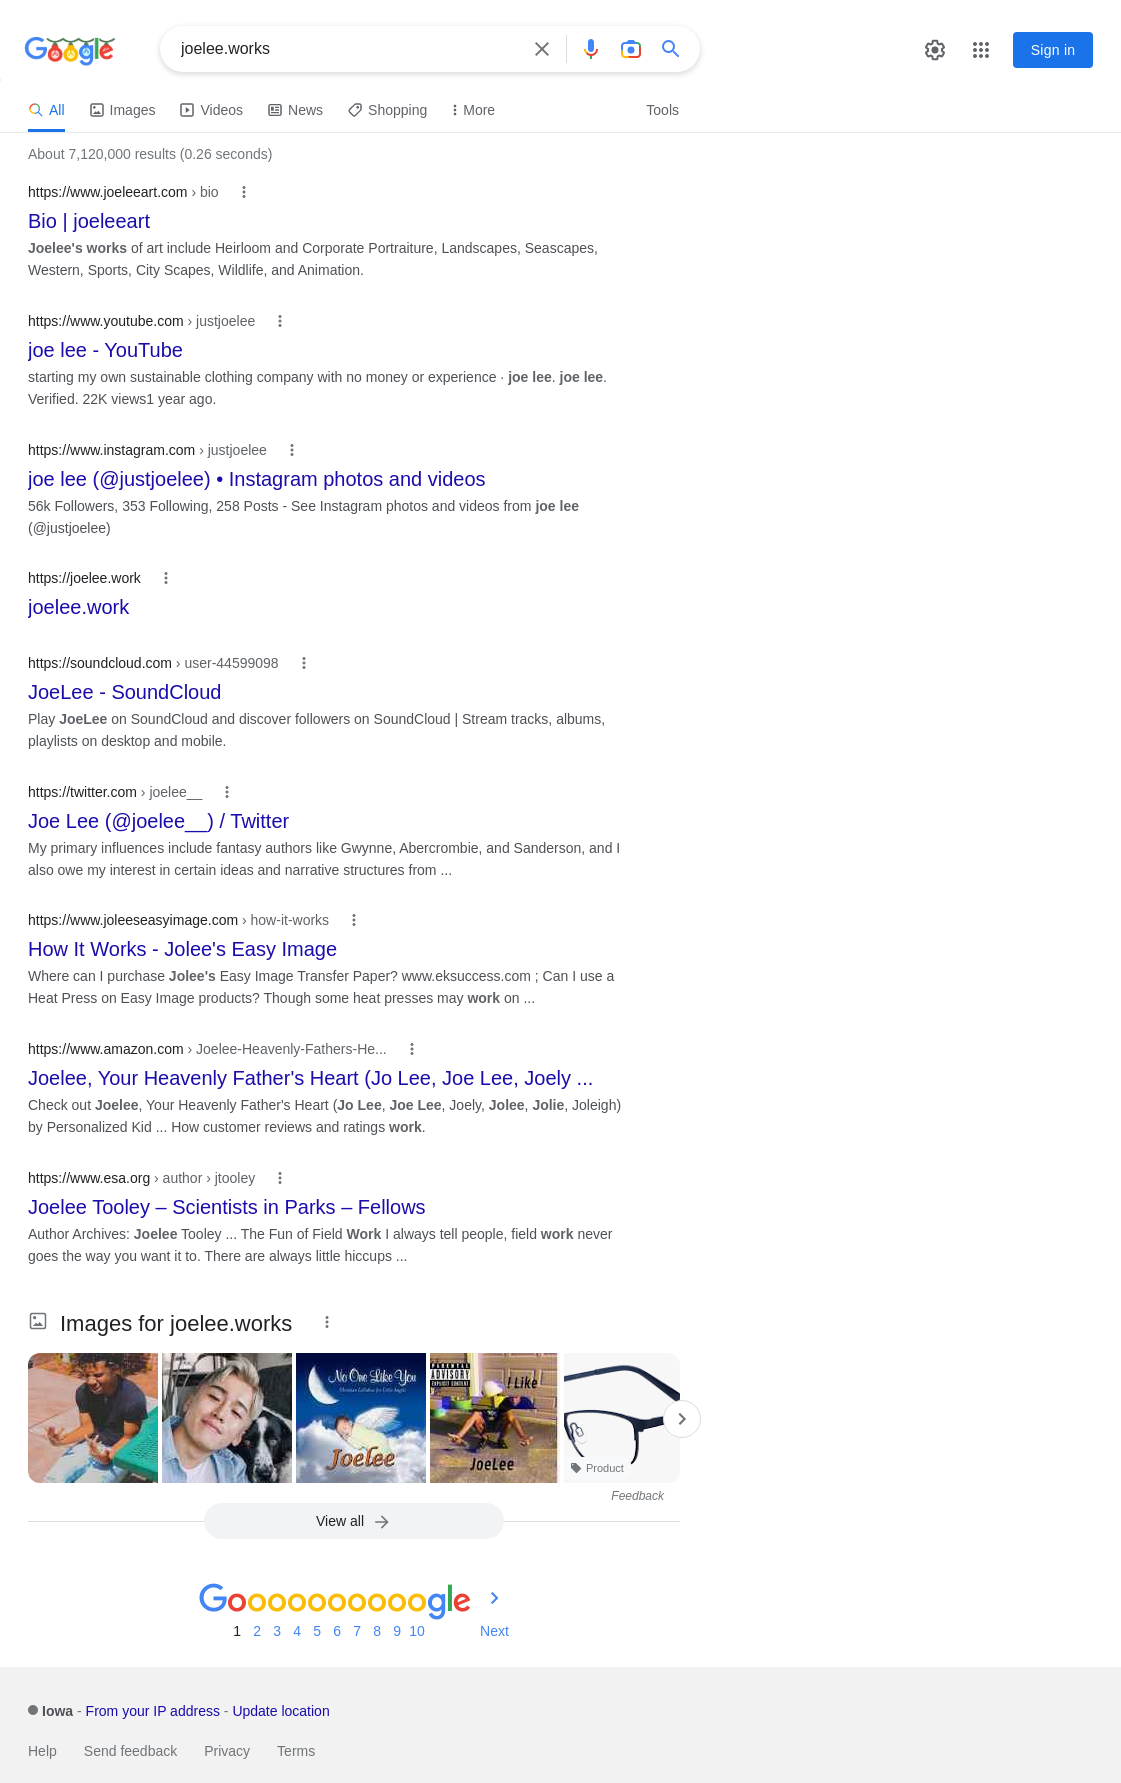 Google
joelee.works
Sign in
All
Images
Videos
News
Shopping
More
Tools
About 7,120,000 results (0.26 seconds)
https://www.joeleeart.com › bio
Bio | joeleeart
Joelee's works of art include Heirloom and Corporate Portraiture, Landscapes, Seascapes,
Western, Sports, City Scapes, Wildlife, and Animation.
https://www.youtube.com › justjoelee
joe lee - YouTube
starting my own sustainable clothing company with no money or experience · joe lee. joe lee.
Verified. 22K views1 year ago.
https://www.instagram.com › justjoelee
joe lee (@justjoelee) • Instagram photos and videos
56k Followers, 353 Following, 258 Posts - See Instagram photos and videos from joe lee
(@justjoelee)
https://joelee.work
joelee.work
https://soundcloud.com › user-44599098
JoeLee - SoundCloud
Play JoeLee on SoundCloud and discover followers on SoundCloud | Stream tracks, albums,
playlists on desktop and mobile.
https://twitter.com › joelee__
Joe Lee (@joelee__) / Twitter
My primary influences include fantasy authors like Gwynne, Abercrombie, and Sanderson, and I
also owe my interest in certain ideas and narrative structures from ...
https://www.joleeseasyimage.com › how-it-works
How It Works - Jolee's Easy Image
Where can I purchase Jolee's Easy Image Transfer Paper? www.eksuccess.com ; Can I use a
Heat Press on Easy Image products? Though some heat presses may work on ...
https://www.amazon.com › Joelee-Heavenly-Fathers-He...
Joelee, Your Heavenly Father's Heart (Jo Lee, Joe Lee, Joely ...
Check out Joelee, Your Heavenly Father's Heart (Jo Lee, Joe Lee, Joely, Jolee, Jolie, Joleigh)
by Personalized Kid ... How customer reviews and ratings work.
https://www.esa.org › author › jtooley
Joelee Tooley – Scientists in Parks – Fellows
Author Archives: Joelee Tooley ... The Fun of Field Work I always tell people, field work never
goes the way you want it to. There are always little hiccups ...
Images for joelee.works
No One Like You
Christian Lullabies for Little Angels
Joelee
PARENTAL
ADVISORY
EXPLICIT CONTENT
I Like
JoeLee
Product
Feedback
View all
Goooooooooogle
1 2 3 4 5 6 7 8 9 10 Next
Iowa - From your IP address - Update location
Help Send feedback Privacy Terms